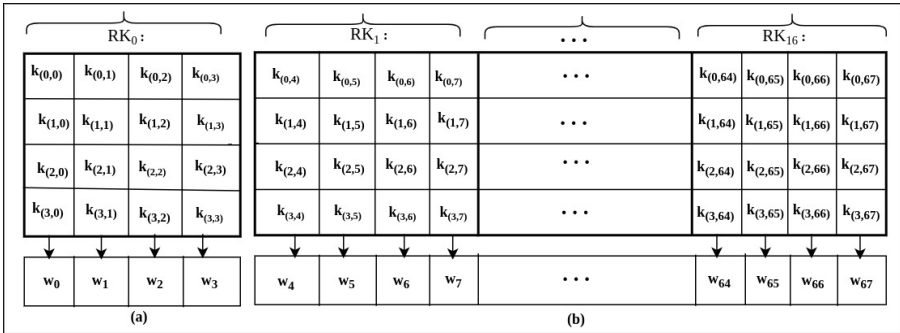 RK0 : RK1 : ... RK16 :
k(0,0) k(0,1) k(0,2) k(0,3) k(0,4) k(0,5) k(0,6) k(0,7) ... k(0,64) k(0,65) k(0,66) k(0,67)
k(1,0) k(1,1) k(1,2) k(1,3) k(1,4) k(1,5) k(1,6) k(1,7) ... k(1,64) k(1,65) k(1,66) k(1,67)
k(2,0) k(2,1) k(2,2) k(2,3) k(2,4) k(2,5) k(2,6) k(2,7) ... k(2,64) k(2,65) k(2,66) k(2,67)
k(3,0) k(3,1) k(3,2) k(3,3) k(3,4) k(3,5) k(3,6) k(3,7) ... k(3,64) k(3,65) k(3,66) k(3,67)
w0 w1 w2 w3 w4 w5 w6 w7 ... w64 w65 w66 w67
(a) (b)